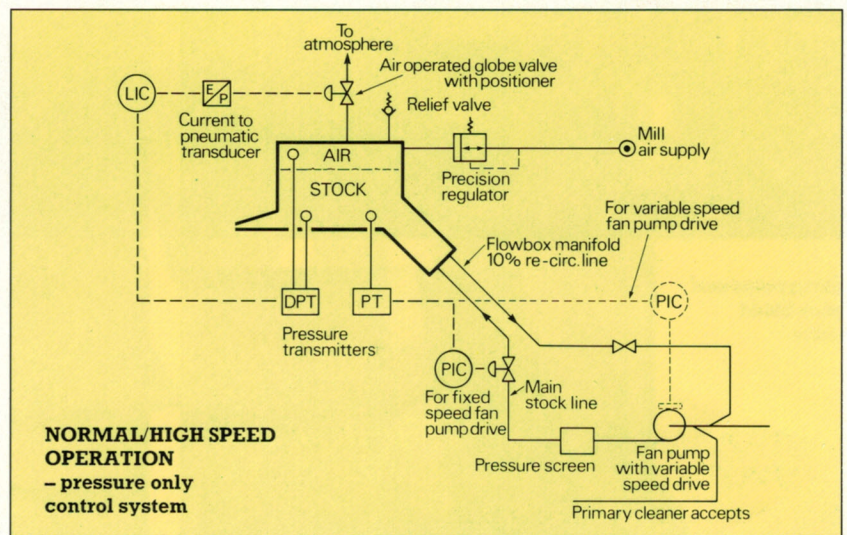 To
atmosphere
Air operated globe valve
with positioner
LIC
E/P
Relief valve
Current to
pneumatic
transducer
AIR
Mill
air supply
Precision
regulator
STOCK
For variable speed
fan pump drive
Flowbox manifold
10% re-circ. line
DPT
PT
PIC
Pressure
transmitters
PIC
For fixed
speed fan
pump drive
Main
stock line
NORMAL/HIGH SPEED
OPERATION
– pressure only
control system
Pressure screen
Fan pump
with variable
speed drive
Primary cleaner accepts